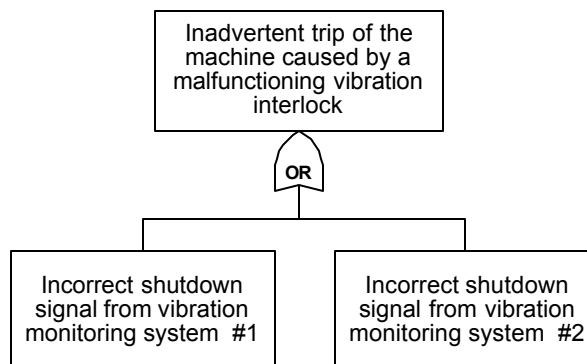 Inadvertent trip of the
machine caused by a
malfunctioning vibration
interlock
OR
Incorrect shutdown
signal from vibration
monitoring system #1
Incorrect shutdown
signal from vibration
monitoring system #2